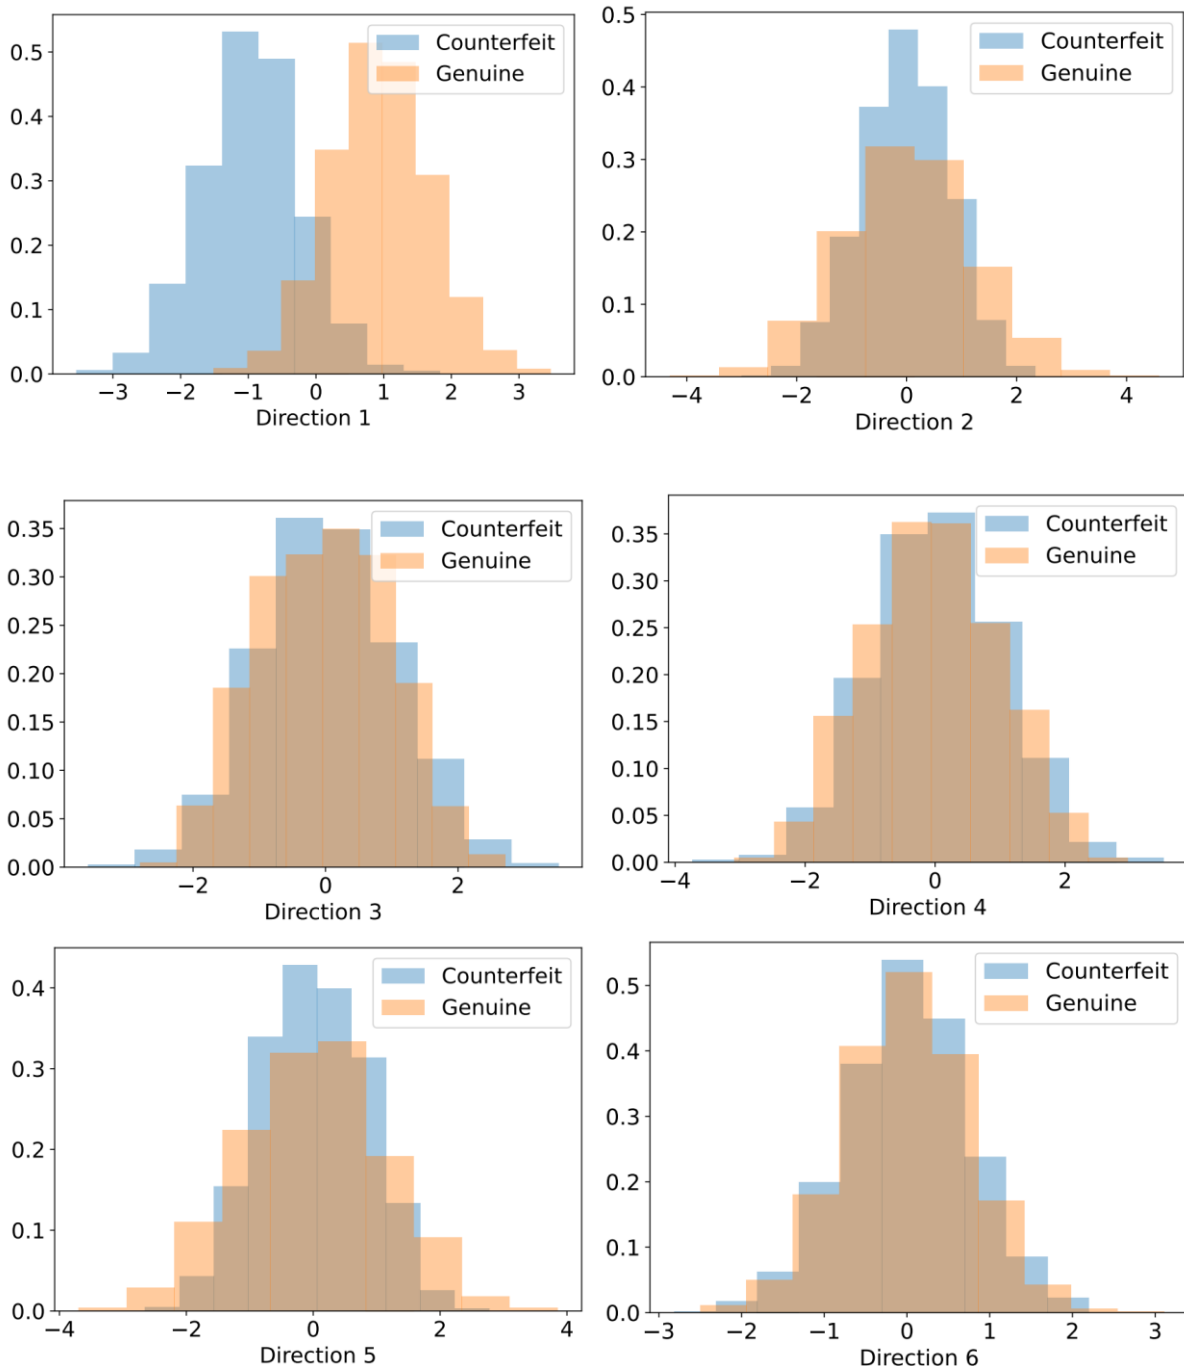 0.5
0.4
0.3
0.2
0.1
0.0
−3 −2 −1 0 1 2 3
Direction 1
Counterfeit
Genuine
0.5
0.4
0.3
0.2
0.1
0.0
−4 −2 0 2 4
Direction 2
Counterfeit
Genuine
0.35
0.30
0.25
0.20
0.15
0.10
0.05
0.00
−2 0 2
Direction 3
Counterfeit
Genuine
0.35
0.30
0.25
0.20
0.15
0.10
0.05
0.00
−4 −2 0 2
Direction 4
Counterfeit
Genuine
0.4
0.3
0.2
0.1
0.0
−4 −2 0 2 4
Direction 5
Counterfeit
Genuine
0.5
0.4
0.3
0.2
0.1
0.0
−3 −2 −1 0 1 2 3
Direction 6
Counterfeit
Genuine